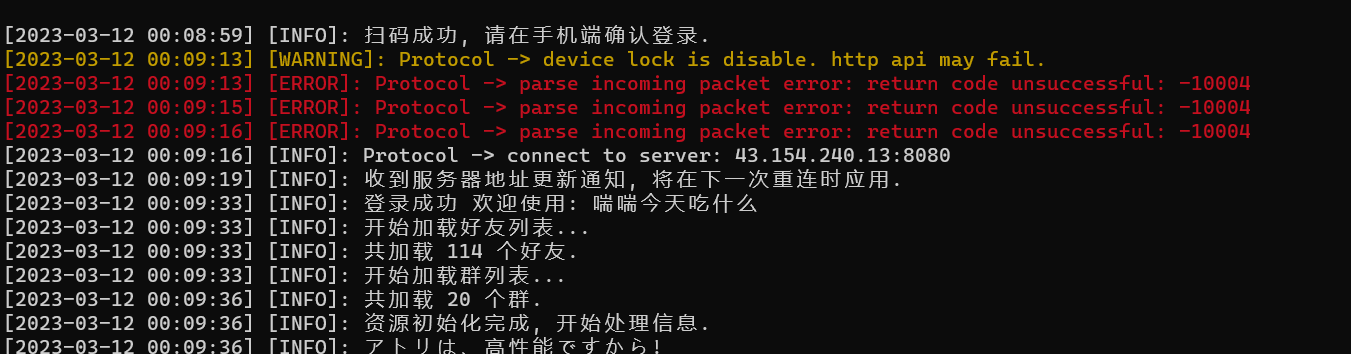 [2023-03-12 00:08:59] [INFO]: 扫码成功, 请在手机端确认登录.
[2023-03-12 00:09:13] [WARNING]: Protocol -> device lock is disable. http api may fail.
[2023-03-12 00:09:13] [ERROR]: Protocol -> parse incoming packet error: return code unsuccessful: -10004
[2023-03-12 00:09:15] [ERROR]: Protocol -> parse incoming packet error: return code unsuccessful: -10004
[2023-03-12 00:09:16] [ERROR]: Protocol -> parse incoming packet error: return code unsuccessful: -10004
[2023-03-12 00:09:16] [INFO]: Protocol -> connect to server: 43.154.240.13:8080
[2023-03-12 00:09:19] [INFO]: 收到服务器地址更新通知, 将在下一次重连时应用.
[2023-03-12 00:09:33] [INFO]: 登录成功 欢迎使用: 喘喘今天吃什么
[2023-03-12 00:09:33] [INFO]: 开始加载好友列表...
[2023-03-12 00:09:33] [INFO]: 共加载 114 个好友.
[2023-03-12 00:09:33] [INFO]: 开始加载群列表...
[2023-03-12 00:09:36] [INFO]: 共加载 20 个群.
[2023-03-12 00:09:36] [INFO]: 资源初始化完成, 开始处理信息.
[2023-03-12 00:09:36] [INFO]: アトリは、高性能ですから!